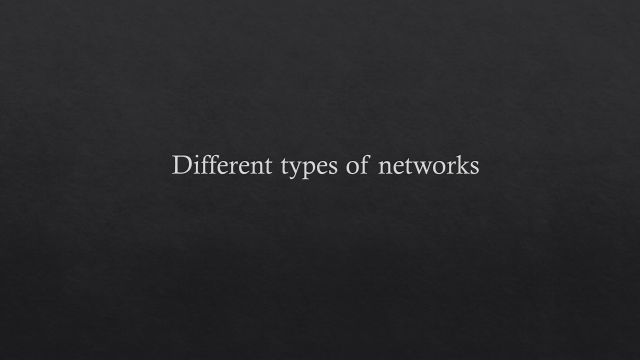 Different types of networks